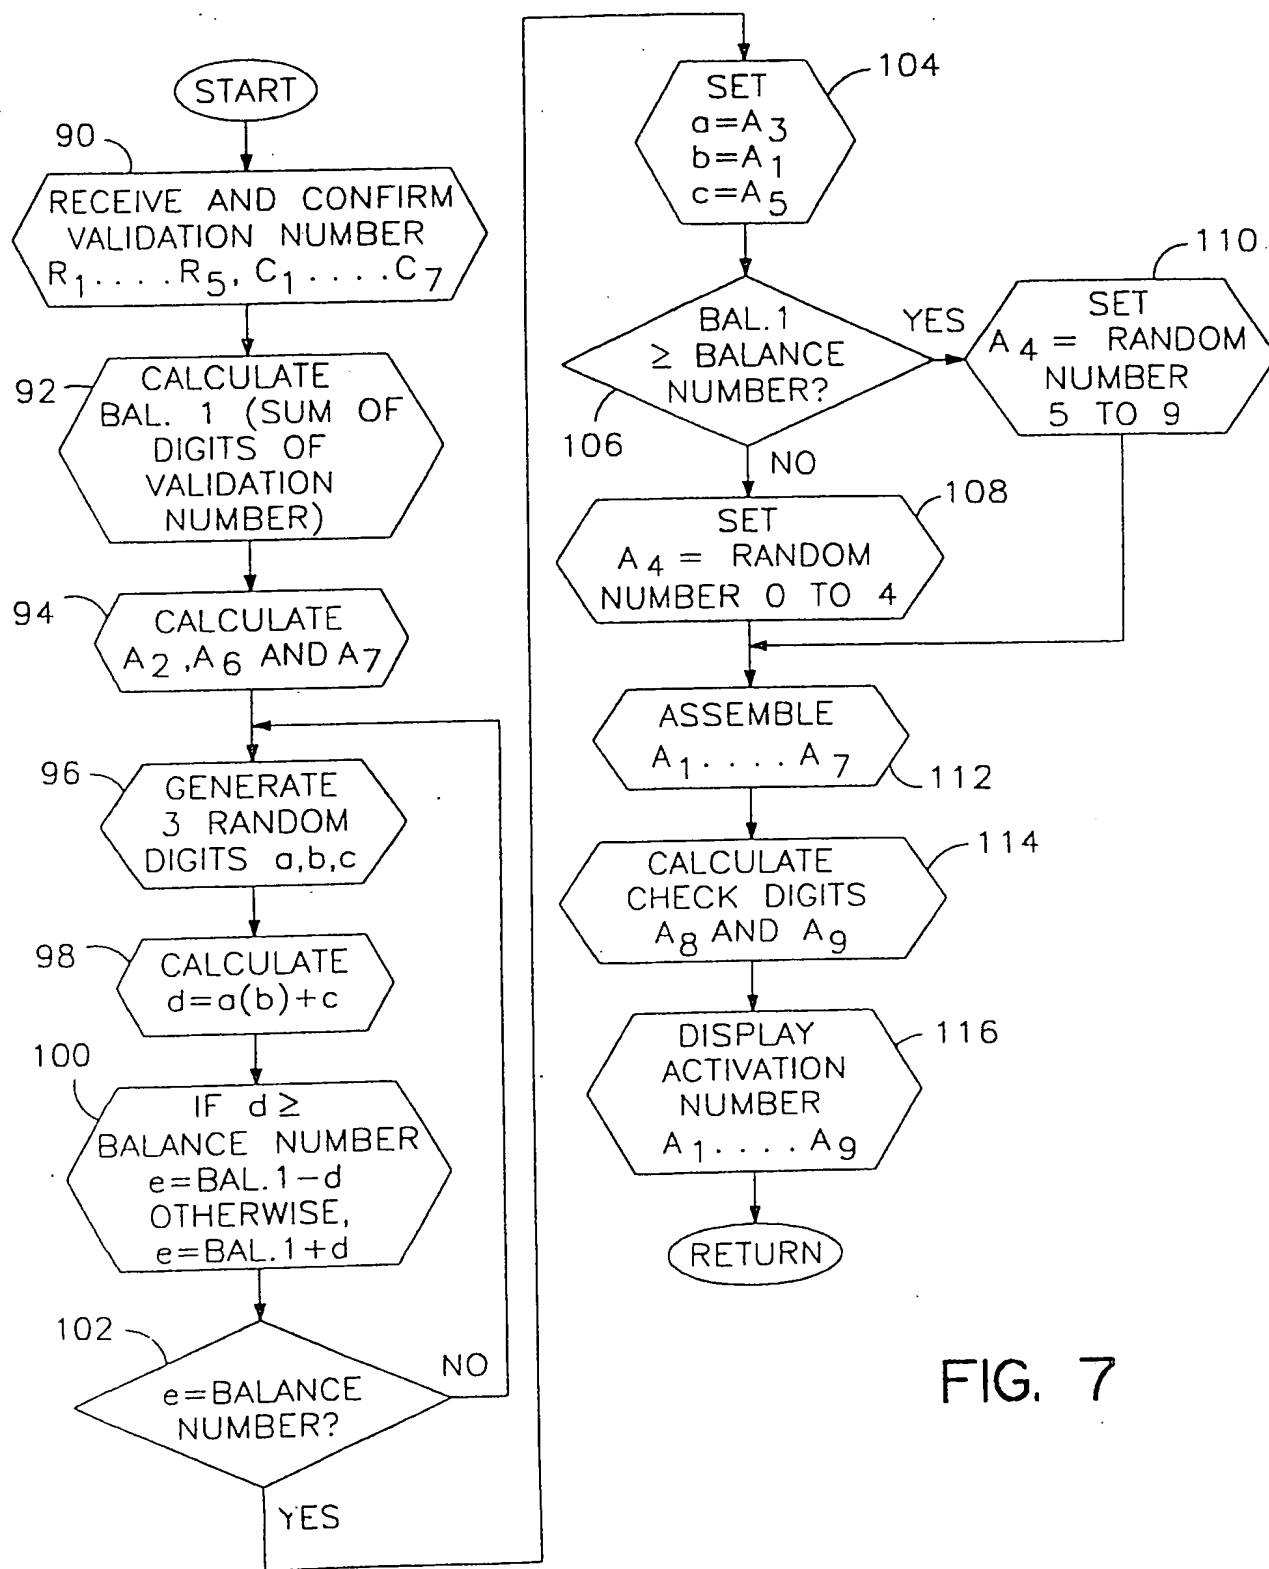 START
90
RECEIVE AND CONFIRM
VALIDATION NUMBER
R1....R5, C1....C7
92
CALCULATE
BAL. 1 (SUM OF
DIGITS OF
VALIDATION
NUMBER)
94
CALCULATE
A2 ,A6 AND A7
96
GENERATE
3 RANDOM
DIGITS a,b,c
98
CALCULATE
d=a(b)+c
100
IF d ≥
BALANCE NUMBER
e=BAL.1-d
OTHERWISE,
e=BAL.1+d
102
e=BALANCE
NUMBER?
NO
YES
104
SET
a=A3
b=A1
c=A5
BAL.1
≥ BALANCE
NUMBER?
106
YES
NO
110
SET
A4 = RANDOM
NUMBER
5 TO 9
108
SET
A4 = RANDOM
NUMBER 0 TO 4
ASSEMBLE
A1....A7
112
CALCULATE
CHECK DIGITS
A8 AND A9
114
DISPLAY
ACTIVATION
NUMBER
A1....A9
116
RETURN
FIG. 7